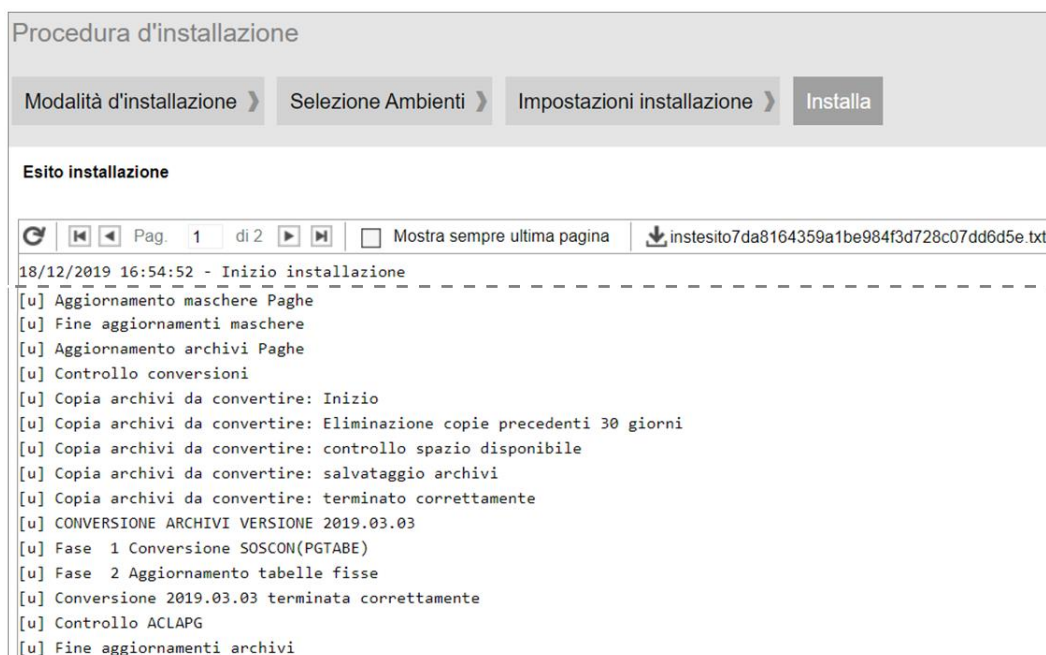 Procedura d'installazione
Modalità d'installazione ❱ Selezione Ambienti ❱ Impostazioni installazione ❱ Installa
Esito installazione
Pag. 1 di 2 Mostra sempre ultima pagina instesito7da8164359a1be984f3d728c07dd6d5e.txt
18/12/2019 16:54:52 - Inizio installazione
[u] Aggiornamento maschere Paghe
[u] Fine aggiornamenti maschere
[u] Aggiornamento archivi Paghe
[u] Controllo conversioni
[u] Copia archivi da convertire: Inizio
[u] Copia archivi da convertire: Eliminazione copie precedenti 30 giorni
[u] Copia archivi da convertire: controllo spazio disponibile
[u] Copia archivi da convertire: salvataggio archivi
[u] Copia archivi da convertire: terminato correttamente
[u] CONVERSIONE ARCHIVI VERSIONE 2019.03.03
[u] Fase  1 Conversione SOSCON(PGTABE)
[u] Fase  2 Aggiornamento tabelle fisse
[u] Conversione 2019.03.03 terminata correttamente
[u] Controllo ACLAPG
[u] Fine aggiornamenti archivi